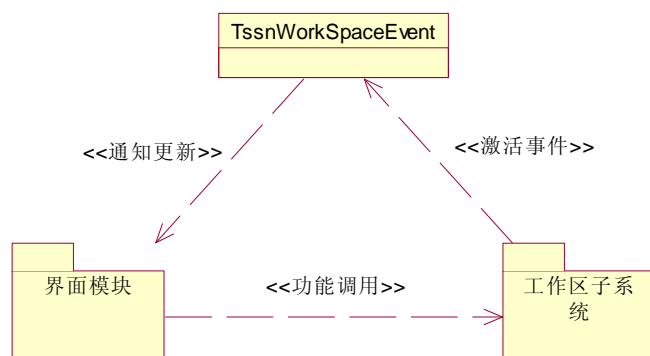 TssnWorkSpaceEvent
<<通知更新>>
<<激活事件>>
界面模块
<<功能调用>>
工作区子系
统